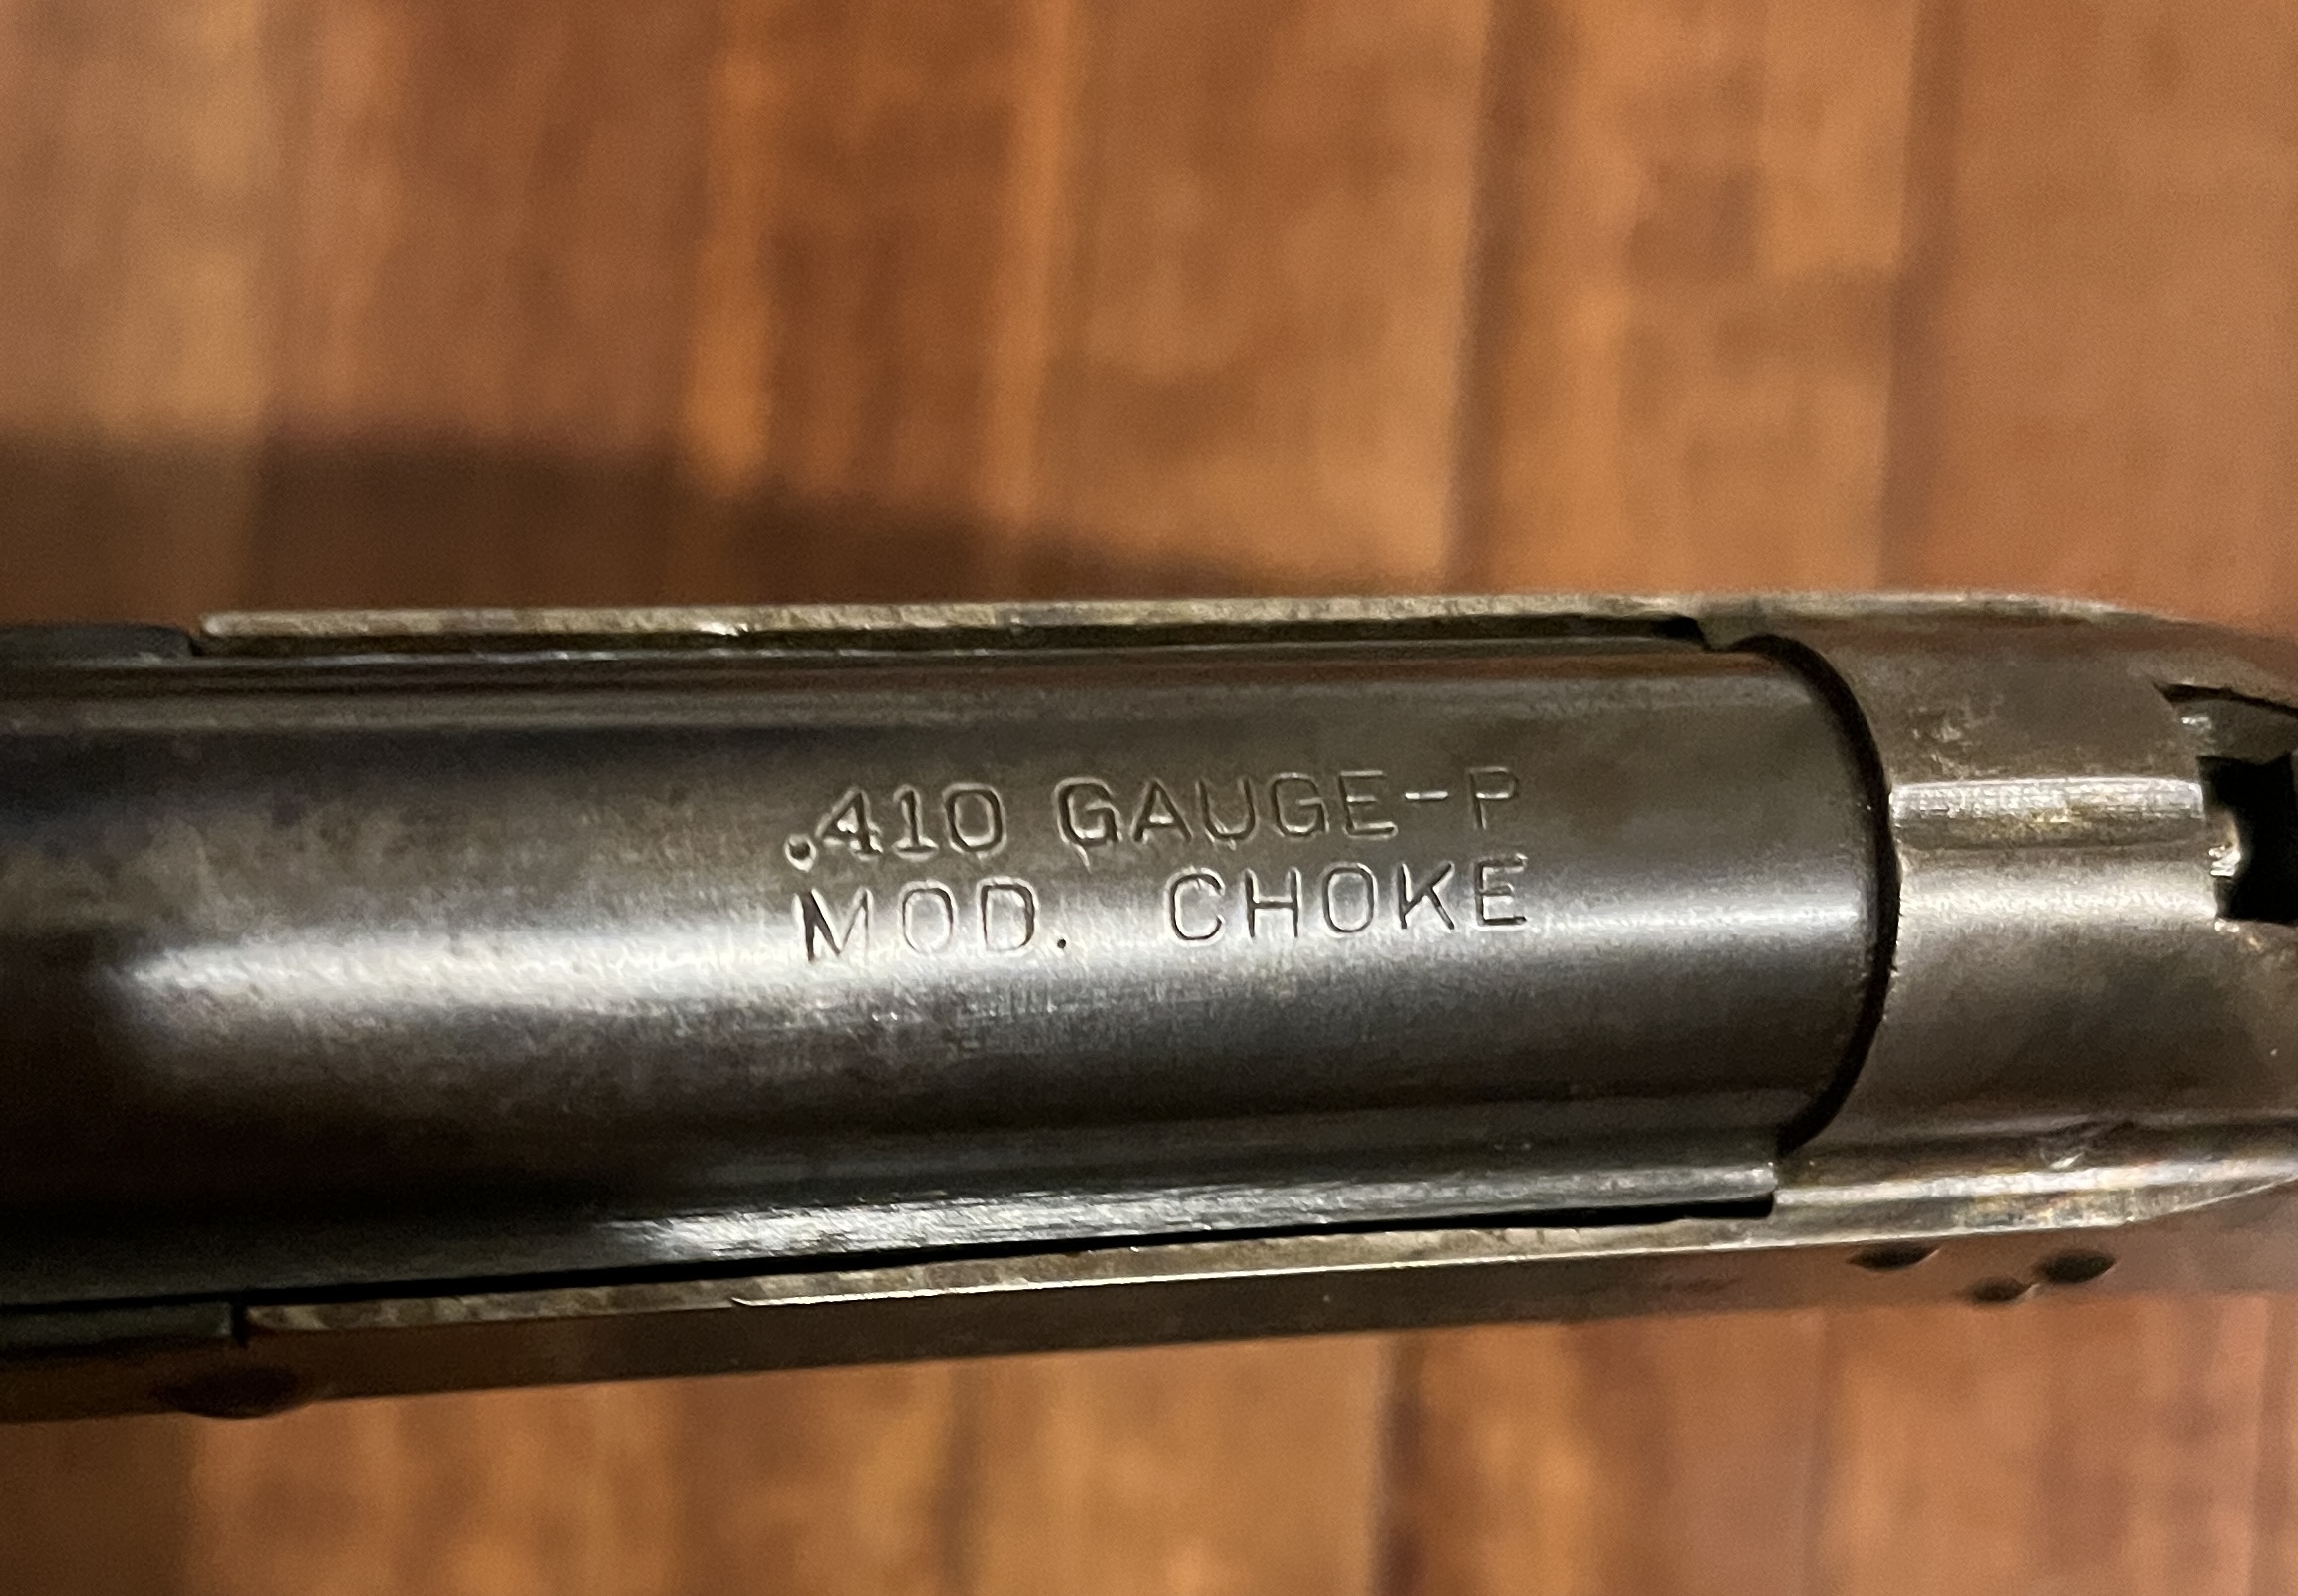 .410 GAUGE-P
MOD. CHOKE